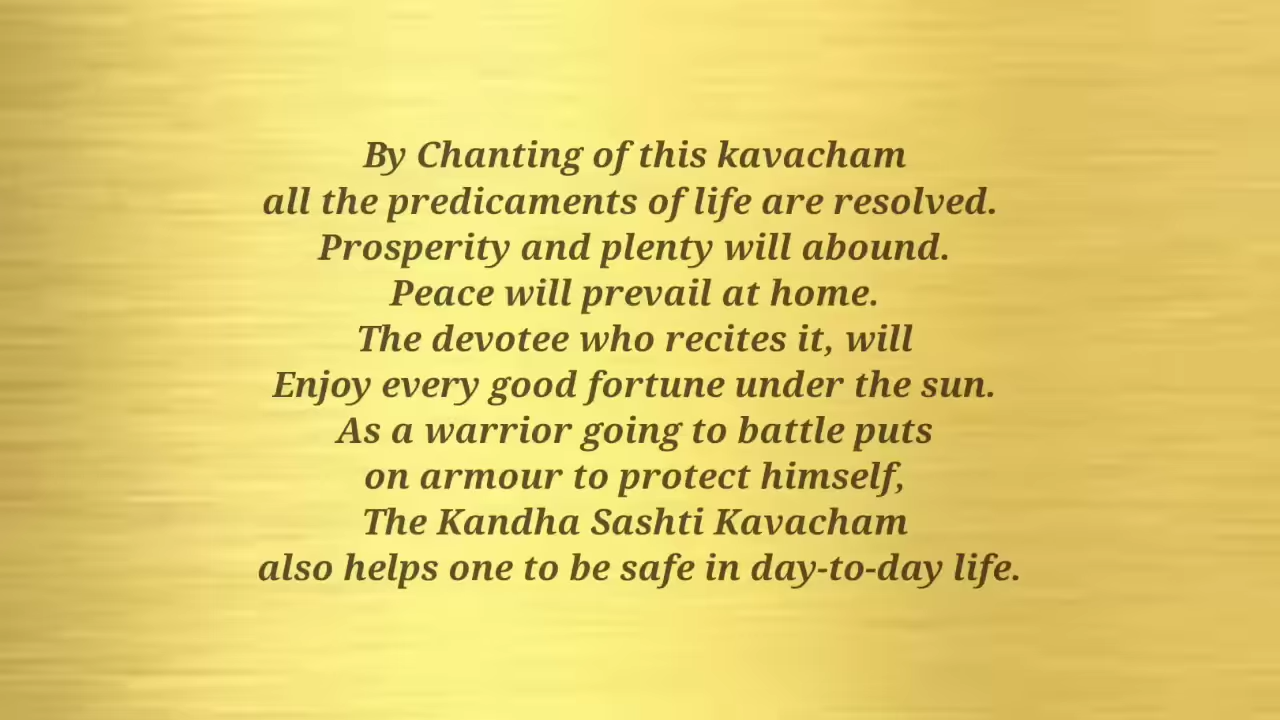 By Chanting of this kavacham
all the predicaments of life are resolved.
Prosperity and plenty will abound.
Peace will prevail at home.
The devotee who recites it, will
Enjoy every good fortune under the sun.
As a warrior going to battle puts
on armour to protect himself,
The Kandha Sashti Kavacham
also helps one to be safe in day-to-day life.